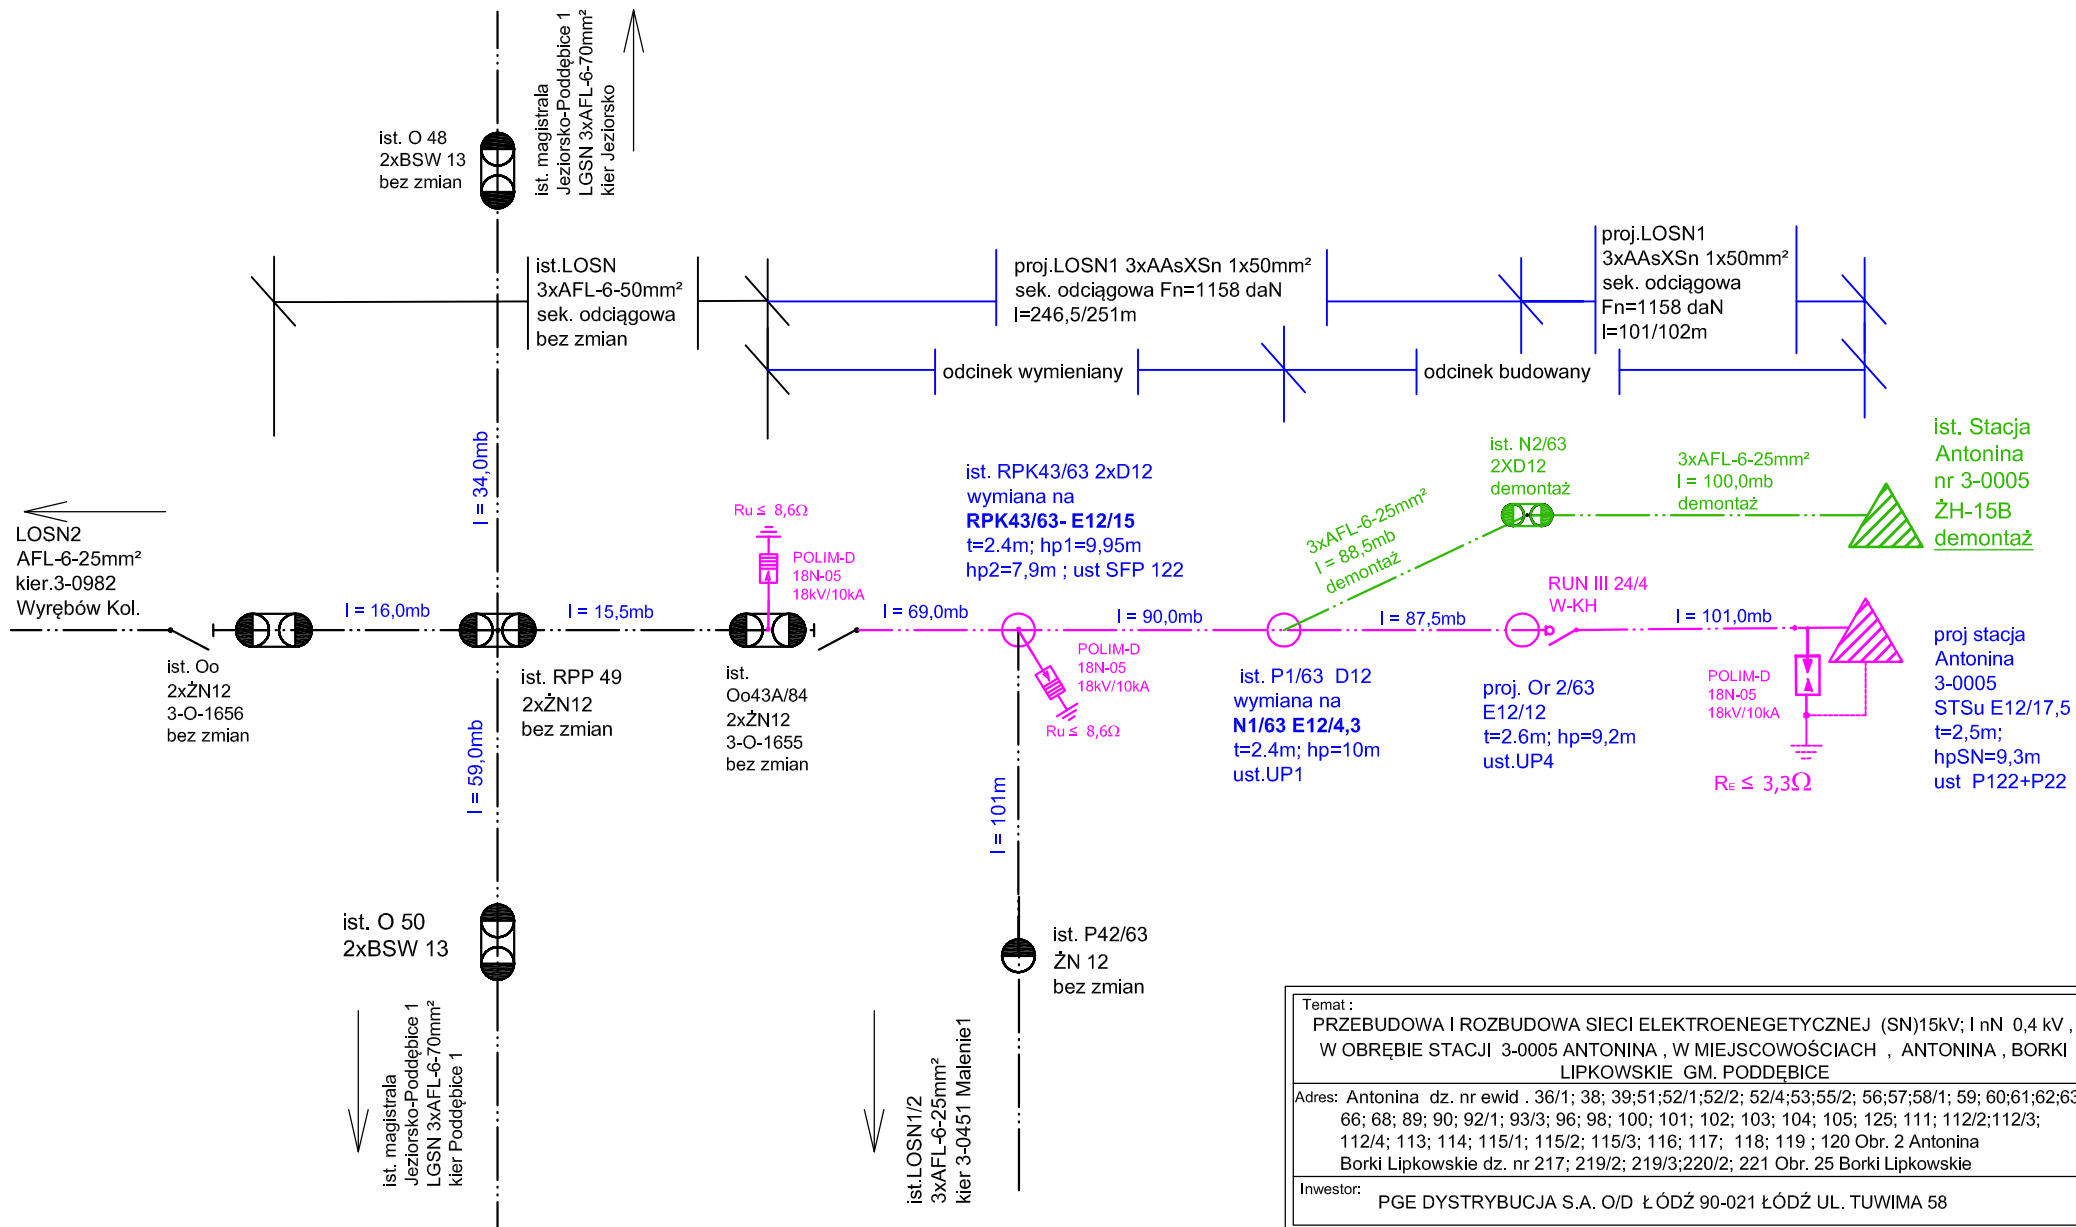 ist. magistrala
Jeziorsko-Poddębice 1
LGSN 3xAFL-6-70mm²
kier Jeziorsko
ist. O 48
2xBSW 13
bez zmian
ist.LOSN
3xAFL-6-50mm²
sek. odciągowa
bez zmian
proj.LOSN1 3xAAsXSn 1x50mm²
sek. odciągowa Fn=1158 daN
l=246,5/251m
proj.LOSN1
3xAAsXSn 1x50mm²
sek. odciągowa
Fn=1158 daN
l=101/102m
odcinek wymieniany
odcinek budowany
l = 34,0mb
LOSN2
AFL-6-25mm²
kier.3-0982
Wyrębów Kol.
Ru ≤ 8,6Ω
POLIM-D
18N-05
18kV/10kA
ist. RPK43/63 2xD12
wymiana na
RPK43/63- E12/15
t=2.4m; hp1=9,95m
hp2=7,9m ; ust SFP 122
3xAFL-6-25mm²
l = 88,5mb
demontaż
ist. N2/63
2XD12
demontaż
3xAFL-6-25mm²
l = 100,0mb
demontaż
ist. Stacja
Antonina
nr 3-0005
ŻH-15B
demontaż
l = 16,0mb
l = 15,5mb
l = 69,0mb
l = 90,0mb
l = 87,5mb
RUN III 24/4
W-KH
l = 101,0mb
ist. Oo
2xŻN12
3-O-1656
bez zmian
ist. RPP 49
2xŻN12
bez zmian
ist.
Oo43A/84
2xŻN12
3-O-1655
bez zmian
POLIM-D
18N-05
18kV/10kA
Ru ≤ 8,6Ω
ist. P1/63 D12
wymiana na
N1/63 E12/4,3
t=2.4m; hp=10m
ust.UP1
proj. Or 2/63
E12/12
t=2.6m; hp=9,2m
ust.UP4
POLIM-D
18N-05
18kV/10kA
RE ≤ 3,3Ω
proj stacja
Antonina
3-0005
STSu E12/17,5
t=2,5m;
hpSN=9,3m
ust P122+P22
l = 59,0mb
l = 101m
ist. O 50
2xBSW 13
ist. P42/63
ŻN 12
bez zmian
ist. magistrala
Jeziorsko-Poddębice 1
LGSN 3xAFL-6-70mm²
kier Poddębice 1
ist.LOSN1/2
3xAFL-6-25mm²
kier 3-0451 Malenie1
Temat :
PRZEBUDOWA I ROZBUDOWA SIECI ELEKTROENEGETYCZNEJ (SN)15kV; I nN 0,4 kV ,
W OBRĘBIE STACJI 3-0005 ANTONINA , W MIEJSCOWOŚCIACH , ANTONINA , BORKI
LIPKOWSKIE GM. PODDĘBICE
Adres: Antonina dz. nr ewid . 36/1; 38; 39;51;52/1;52/2; 52/4;53;55/2; 56;57;58/1; 59; 60;61;62;63
66; 68; 89; 90; 92/1; 93/3; 96; 98; 100; 101; 102; 103; 104; 105; 125; 111; 112/2;112/3;
112/4; 113; 114; 115/1; 115/2; 115/3; 116; 117; 118; 119 ; 120 Obr. 2 Antonina
Borki Lipkowskie dz. nr 217; 219/2; 219/3;220/2; 221 Obr. 25 Borki Lipkowskie
Inwestor: PGE DYSTRYBUCJA S.A. O/D ŁÓDŹ 90-021 ŁÓDŹ UL. TUWIMA 58